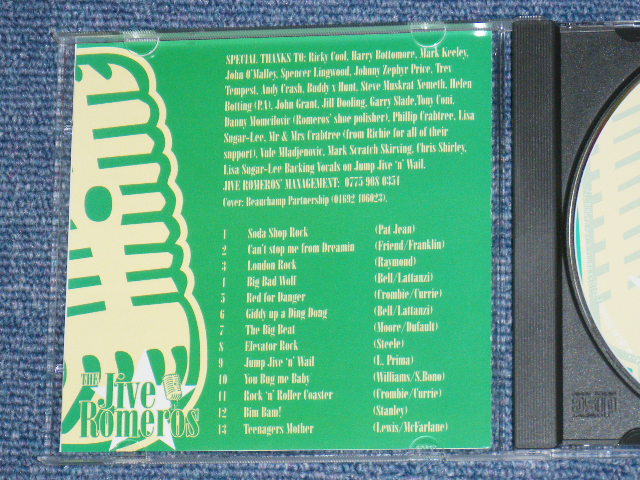 SPECIAL THANKS TO: Ricky Cool, Harry Bottomore, Mark Keeley,
John O'Malley, Spencer Lingwood, Johnny Zephyr Price, Trev
Tempest, Andy Crash, Buddy x Hunt, Steve Muskrat Nemeth, Helen
Botting (P.A), John Grant, Jill Dooling, Garry Slade, Tony Coni,
Danny Momcilovic (Romeros' shoe polisher), Phillip Crabtree, Lisa
Sugar-Lee, Mr & Mrs Crabtree (from Richie for all of their
support), Vule Mladjenovic, Mark Scratch Skirving, Chris Shirley,
Lisa Sugar-Lee Backing Vocals on Jump Jive 'n' Wail.
JIVE ROMEROS' MANAGEMENT: 0775 908 0354
Cover: Beauchamp Partnership (01692 406023).
1 Soda Shop Rock (Pat Jean)
2 Can't stop me from Dreamin (Friend/Franklin)
3 London Rock (Raymond)
4 Big Bad Wolf (Bell/Lattanzi)
5 Red for Danger (Crombie/Currie)
6 Giddy up a Ding Dong (Bell/Lattanzi)
7 The Big Beat (Moore/Dufault)
8 Elevator Rock (Steele)
9 Jump Jive 'n' Wail (L. Prima)
10 You Bug me Baby (Williams/S.Bono)
11 Rock 'n' Roller Coaster (Crombie/Currie)
12 Bim Bam! (Stanley)
13 Teenagers Mother (Lewis/McFarlane)
THE Jive
Romeros